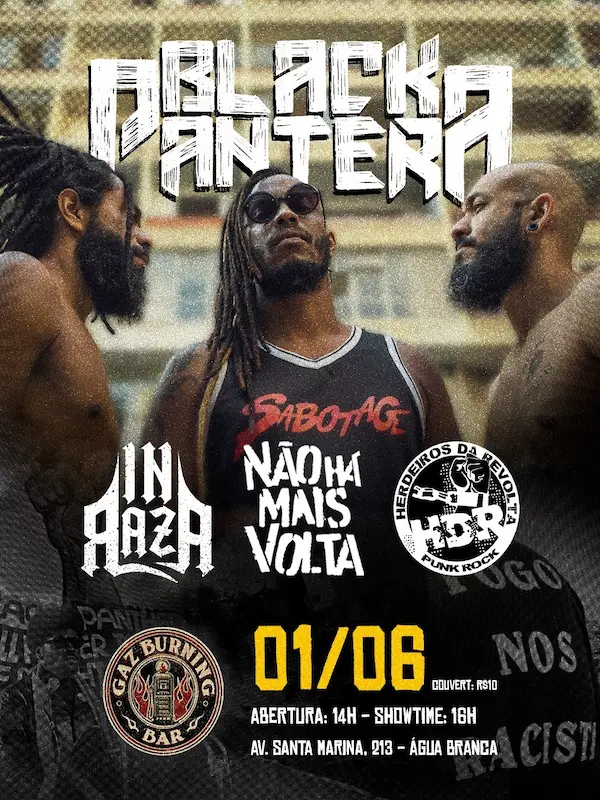 BLACK
PANTERA
SABOTAGE
IN
RAZA
NÃO HÁ
MAIS
VOLTA
HERDEIROS DA REVOLTA
HDR
PUNK ROCK
FOGO
NOS
RACIST
GAZ BURNING
BAR
01/06
COUVERT: R$10
ABERTURA: 14H - SHOWTIME: 16H
AV. SANTA MARINA, 213 - ÁGUA BRANCA